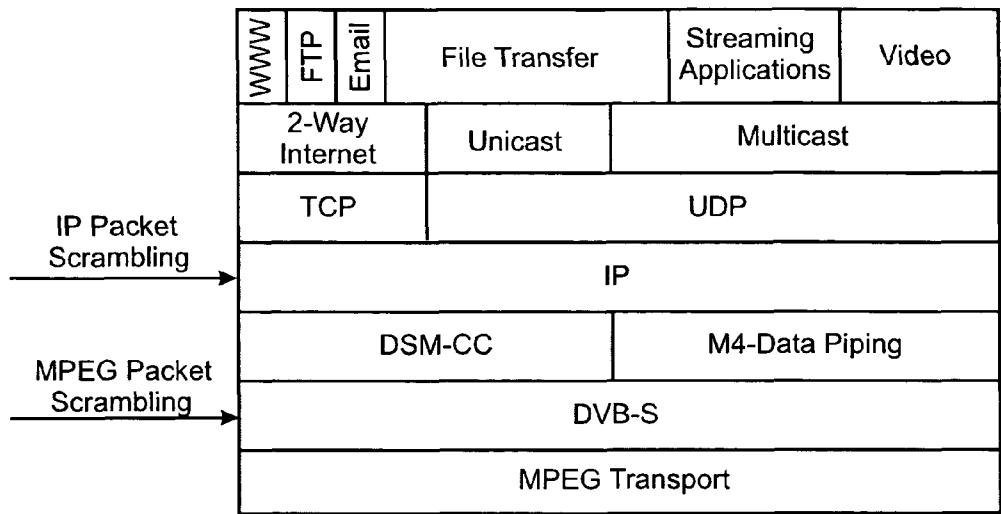 WWW
FTP
Email
File Transfer
Streaming
Applications
Video
2-Way
Internet
Unicast
Multicast
TCP
UDP
IP Packet
Scrambling
IP
DSM-CC
M4-Data Piping
MPEG Packet
Scrambling
DVB-S
MPEG Transport